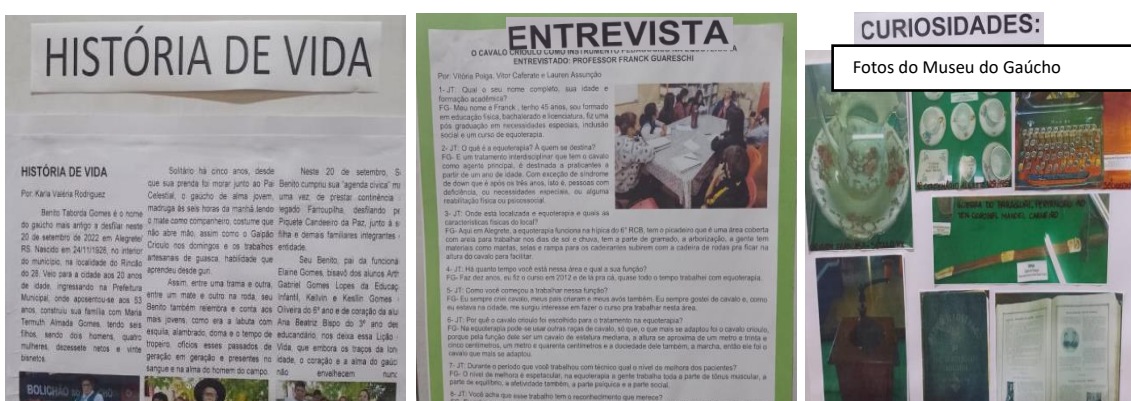 HISTÓRIA DE VIDA
HISTÓRIA DE VIDA
Por: Karla Valéria Rodriguez
Benito Taborda Gomes é o nome
do gaúcho mais antigo a desfilar neste
20 de setembro de 2022 em Alegrete/
RS. Nascido em 24/11/1928, no interior
do município, na localidade do Rincão
do 28. Veio para a cidade aos 20 anos
de idade, ingressando na Prefeitura
Municipal, onde aposentou-se aos 53
anos, construiu sua família com Maria
Termuth Almada Gomes, tendo seis
filhos, sendo dois homens, quatro
mulheres, dezessete netos e vinte
bisnetos.
Solitário há cinco anos, desde
que sua prenda foi morar junto ao Pai
Celestial, o gaúcho de alma jovem,
madruga às seis horas da manhã tendo
o mate como companheiro, costume que
não abre mão, assim como o Galpão
Crioulo nos domingos e os trabalhos
artesanais de guasca, habilidade que
aprendeu desde guri.
Assim, entre uma trama e outra,
entre um mate e outro na roda, seu
Benito também relembra e conta aos
mais jovens, como era a labuta com
esquila, alambrado, doma e o tempo de
tropeiro, ofícios esses passados de
geração em geração e presentes no
sangue e na alma do homem do campo.
Neste 20 de setembro, S
Benito cumpriu sua "agenda cívica" m
uma vez, de prestar continência
legado Farroupilha, desfilando p
Piquete Candeeiro da Paz, junto à s
filha e demais familiares integrantes
entidade.
Seu Benito, pai da funcioná
Elaine Gomes, bisavô dos alunos Arth
Gabriel Gomes Lopes da Educaç
Infantil, Kelivin e Kesllin Gomes
Oliveira do 6º ano e de coração da alu
Ana Beatriz Bispo do 3º ano des
educandário, nos deixa essa Lição
Vida, que embora os traços da lon
idade, o coração e a alma do gaúc
não envelhecem nunc
BOLICHÃO
ENTREVISTA
O CAVALO CRIOULO COMO INSTRUMENTO PEDAGÓGICO NA EQUOTERAPIA
ENTREVISTADO: PROFESSOR FRANCK GUARESCHI
Por: Vitória Polga, Vitor Caferate e Lauren Assunção
1- JT: Qual o seu nome completo, sua idade e
formação acadêmica?
FG- Meu nome é Franck , tenho 45 anos, sou formado
em educação física, bacharelado e licenciatura, fiz uma
pós graduação em necessidades especiais, inclusão
social e um curso de equoterapia.
2- JT: O quê é a equoterapia? A quem se destina?
FG- É um tratamento interdisciplinar que tem o cavalo
como agente principal, é destinada a praticantes a
partir de um ano de idade. Com exceção de síndrome
de down que é após os três anos, isto é, pessoas com
deficiência, ou necessidades especiais, ou alguma
reabilitação física ou psicossocial.
3- JT: Onde está localizada e equoterapia e quais as
características físicas do local?
FG- Aqui em Alegrete, a equoterapia funciona na hípica do 6° RCB, tem o picadeiro que é uma área coberta
com areia para trabalhar nos dias de sol e chuva, tem a parte de gramado, a arborização, a gente tem
materiais como mantas, selas e rampa para os cadeirantes subirem com a cadeira de rodas pra ficar na
altura do cavalo para facilitar.
4- JT: Há quanto tempo você está nessa área e qual a sua função?
FG- Faz dez anos, eu fiz o curso em 2012 e de lá pra cá, quase todo o tempo trabalhei com equoterapia.
5- JT: Como você começou a trabalhar nessa função?
FG- Eu sempre criei cavalo, meus pais criaram e meus avós também. Eu sempre gostei de cavalo e, como
eu estava na cidade, me surgiu interesse em fazer o curso pra trabalhar nesta área.
6- JT: Por quê o cavalo crioulo foi escolhido para o tratamento na equoterapia?
FG- Na equoterapia pode-se usar outras raças de cavalo, só que, o que mais se adaptou foi o cavalo crioulo,
porque pela função dele ser um cavalo de estatura mediana, a altura se aproxima de um metro e trinta e
cinco centímetros, um metro e quarenta centímetros e a docilidade dele também; a marcha, então ele foi o
cavalo que mais se adaptou.
7- JT: Durante o período que você trabalhou com técnico qual o nível da melhora dos pacientes?
FG- O nível de melhora é espetacular, na equoterapia a gente trabalha toda a parte de tônus muscular, a
parte de equilíbrio, a afetividade também, a parte psíquica e a parte social.
8- JT: Você acha que esse trabalho tem o reconhecimento que merece?
CURIOSIDADES:
Fotos do Museu do Gaúcho